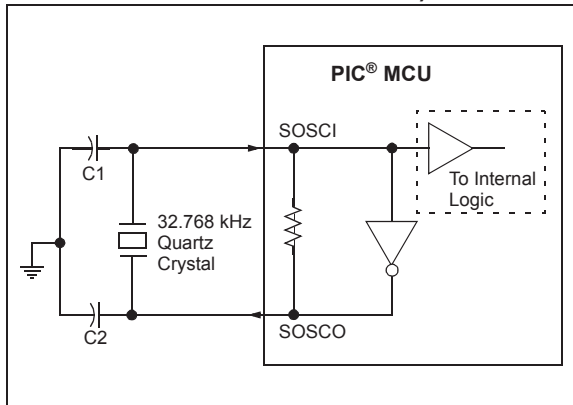 PIC® MCU
SOSCI
C1
To Internal
Logic
32.768 kHz
Quartz
Crystal
SOSCO
C2